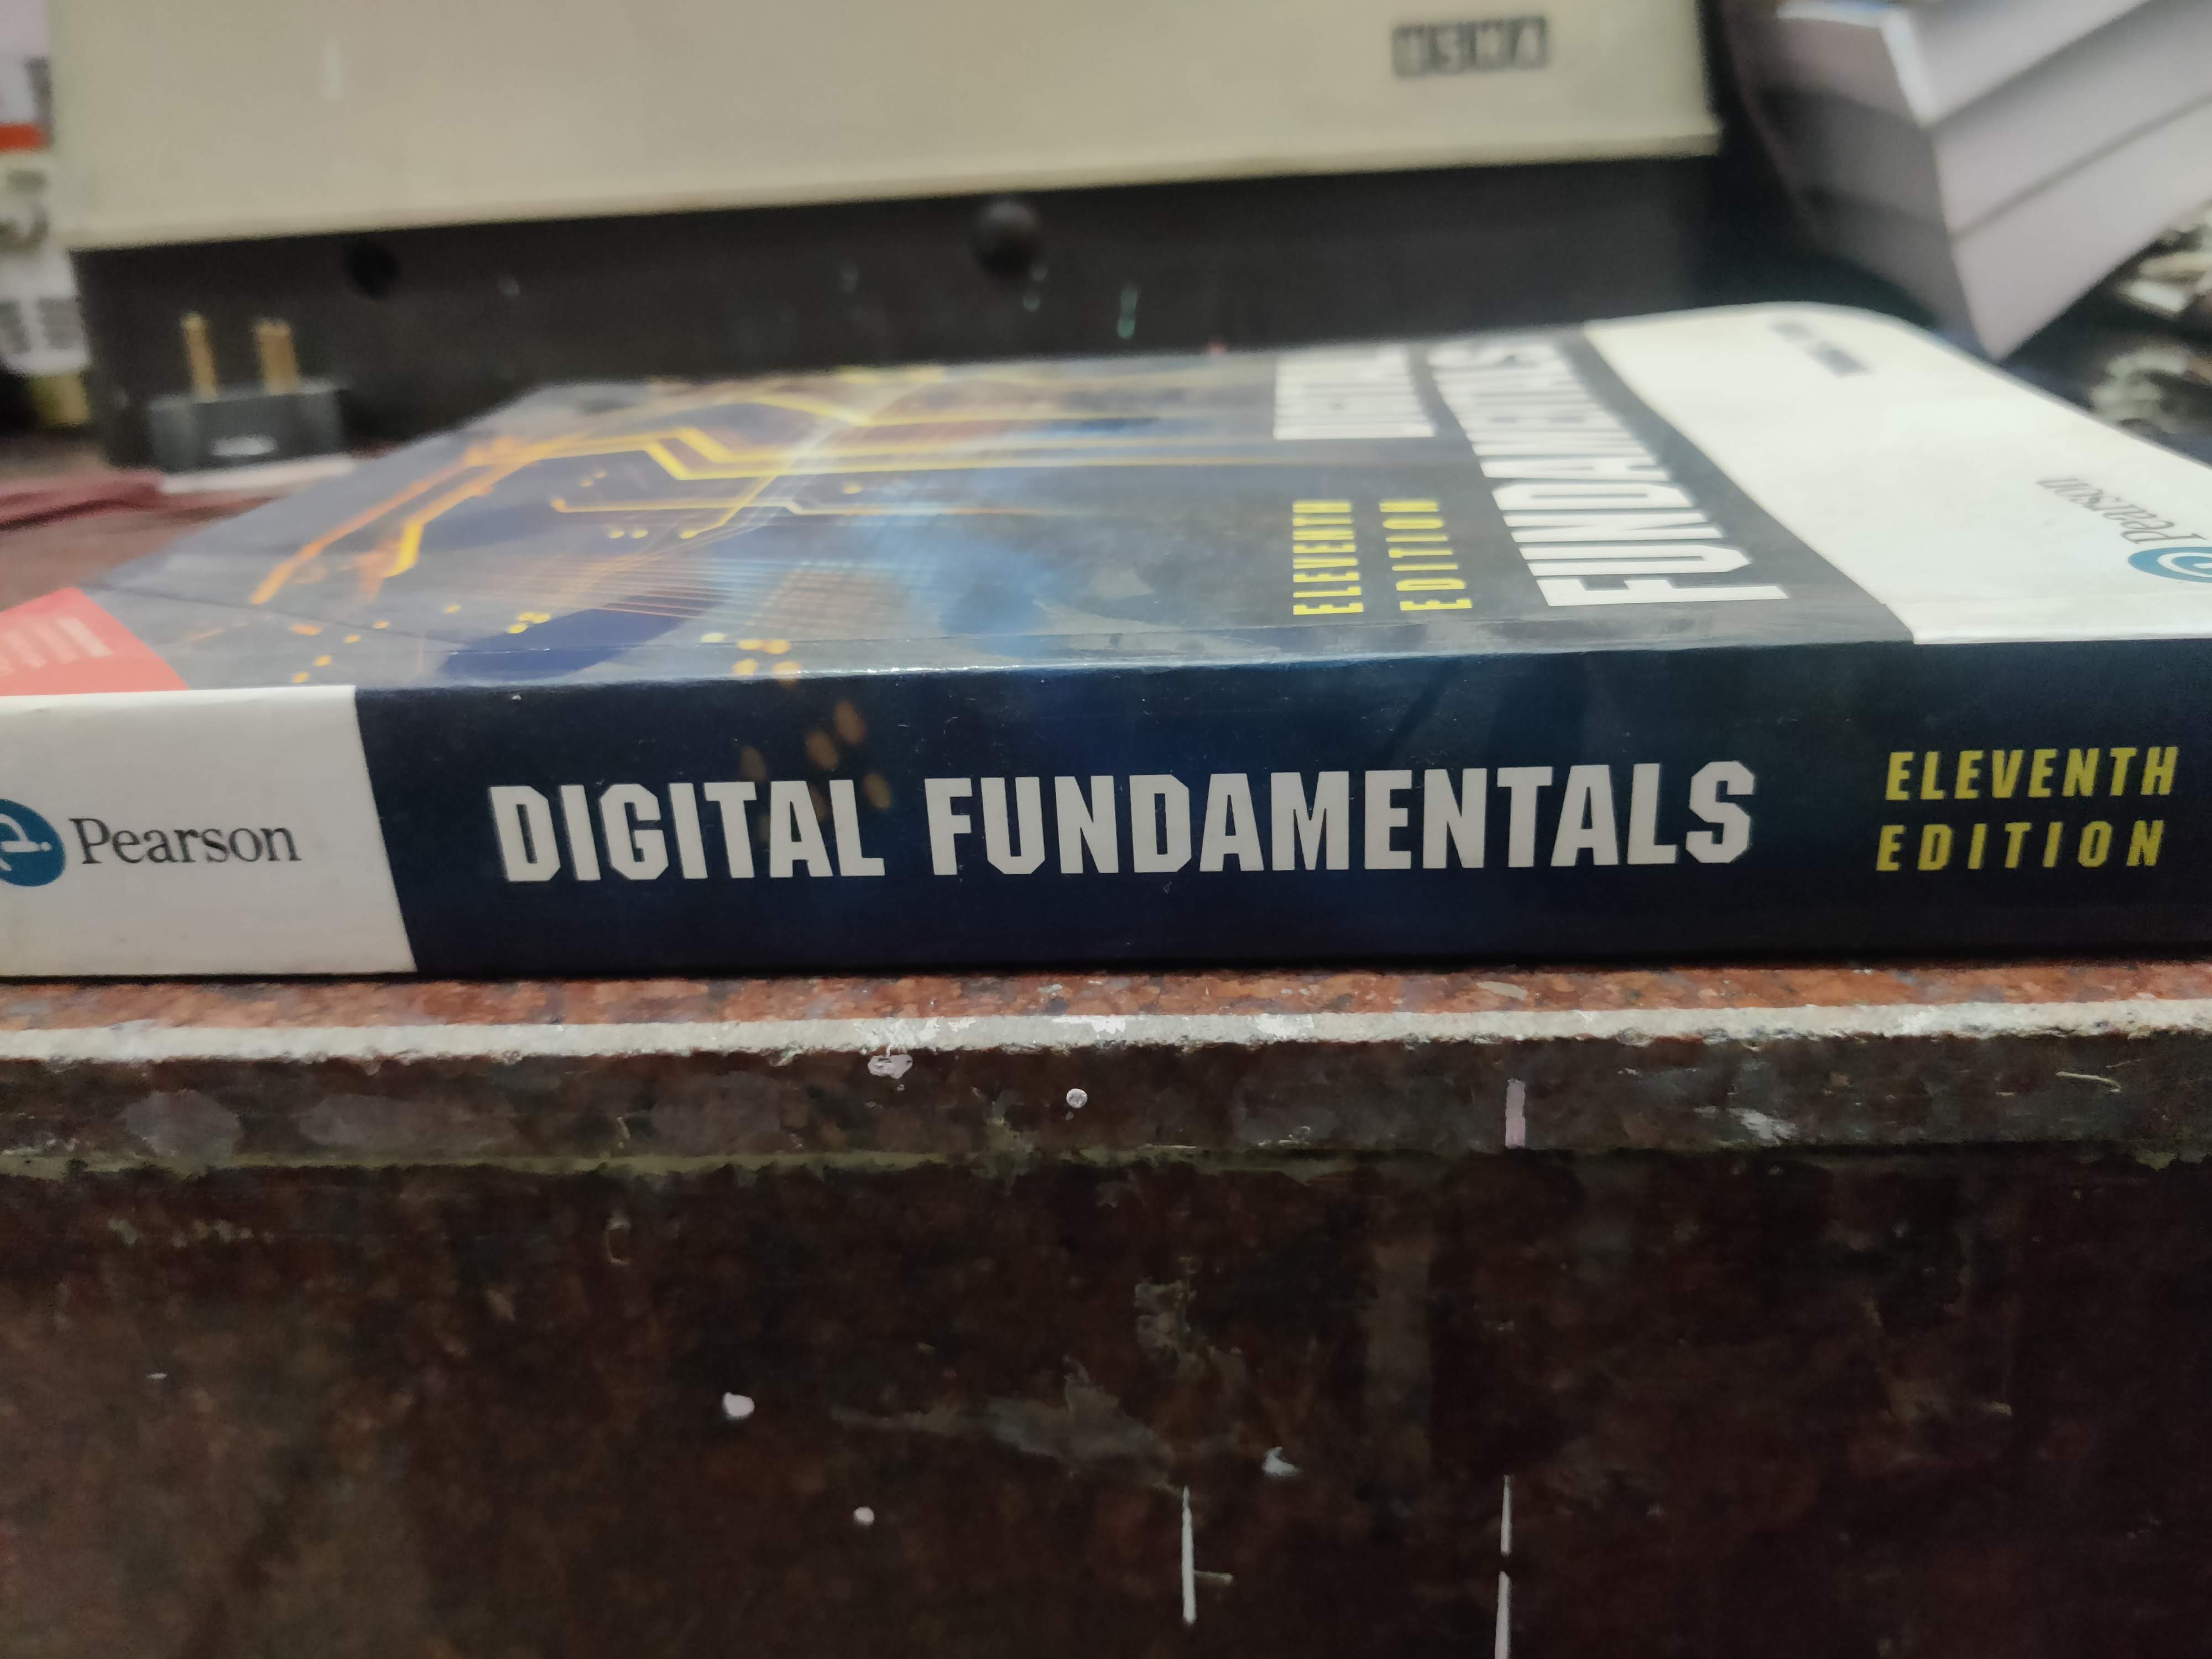 FUNDAMENTALS
ELEVENTH
EDITION
Pearson
Pearson
DIGITAL FUNDAMENTALS
ELEVENTH
EDITION